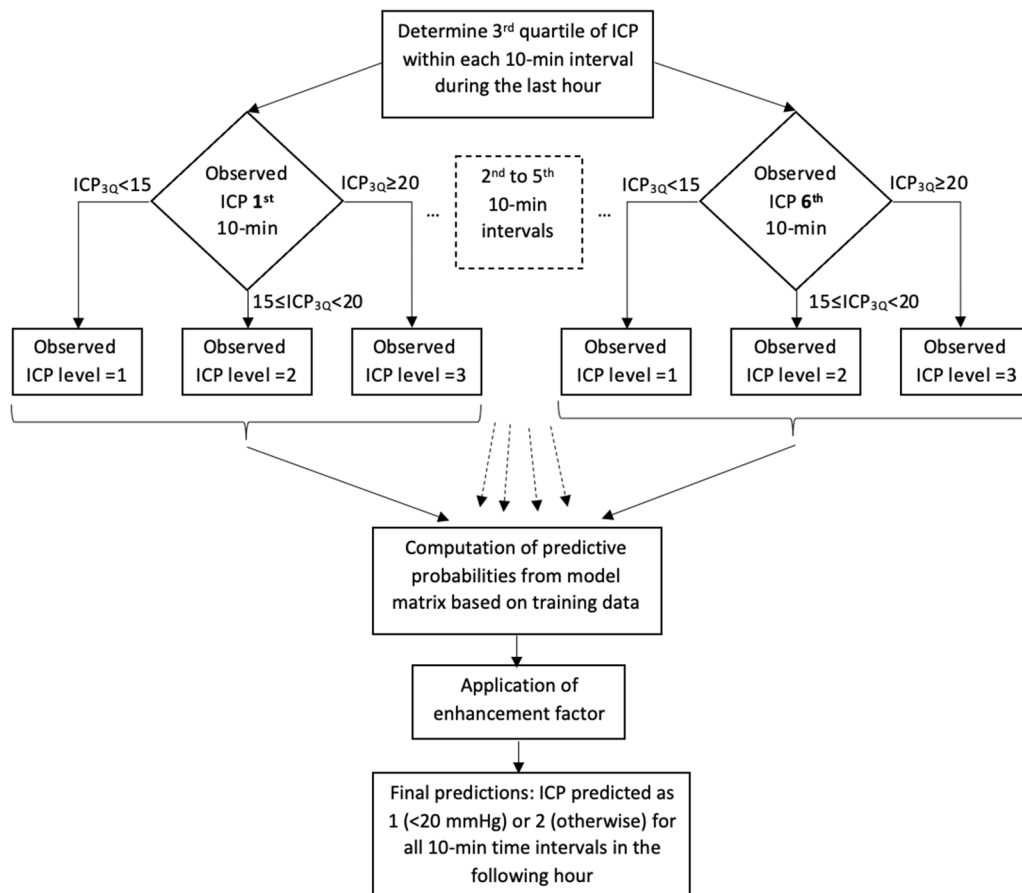 Determine 3rd quartile of ICP
within each 10-min interval
during the last hour
ICP3Q<15
Observed
ICP 1st
10-min
ICP3Q≥20
15≤ICP3Q<20
...
2nd to 5th
10-min
intervals
...
ICP3Q<15
Observed
ICP 6th
10-min
ICP3Q≥20
15≤ICP3Q<20
Observed
ICP level =1
Observed
ICP level =2
Observed
ICP level =3
Observed
ICP level =1
Observed
ICP level =2
Observed
ICP level =3
Computation of predictive
probabilities from model
matrix based on training data
Application of
enhancement factor
Final predictions: ICP predicted as
1 (<20 mmHg) or 2 (otherwise) for
all 10-min time intervals in the
following hour